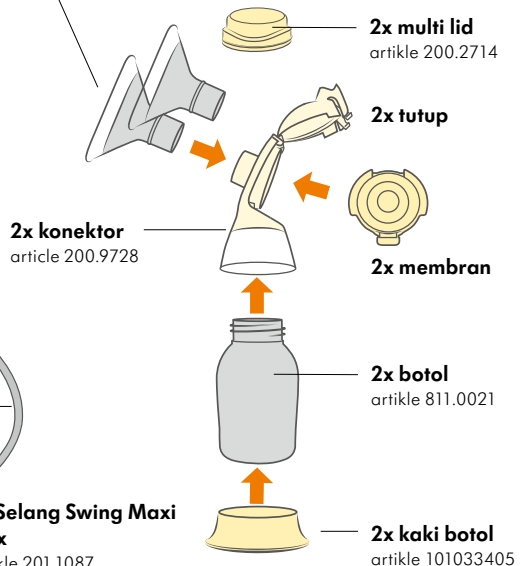 2x multi lid
artikle 200.2714
2x tutup
2x konektor
article 200.9728
2x membran
2x botol
artikle 811.0021
Selang Swing Maxi
x
kle 201.1087
2x kaki botol
artikle 101033405